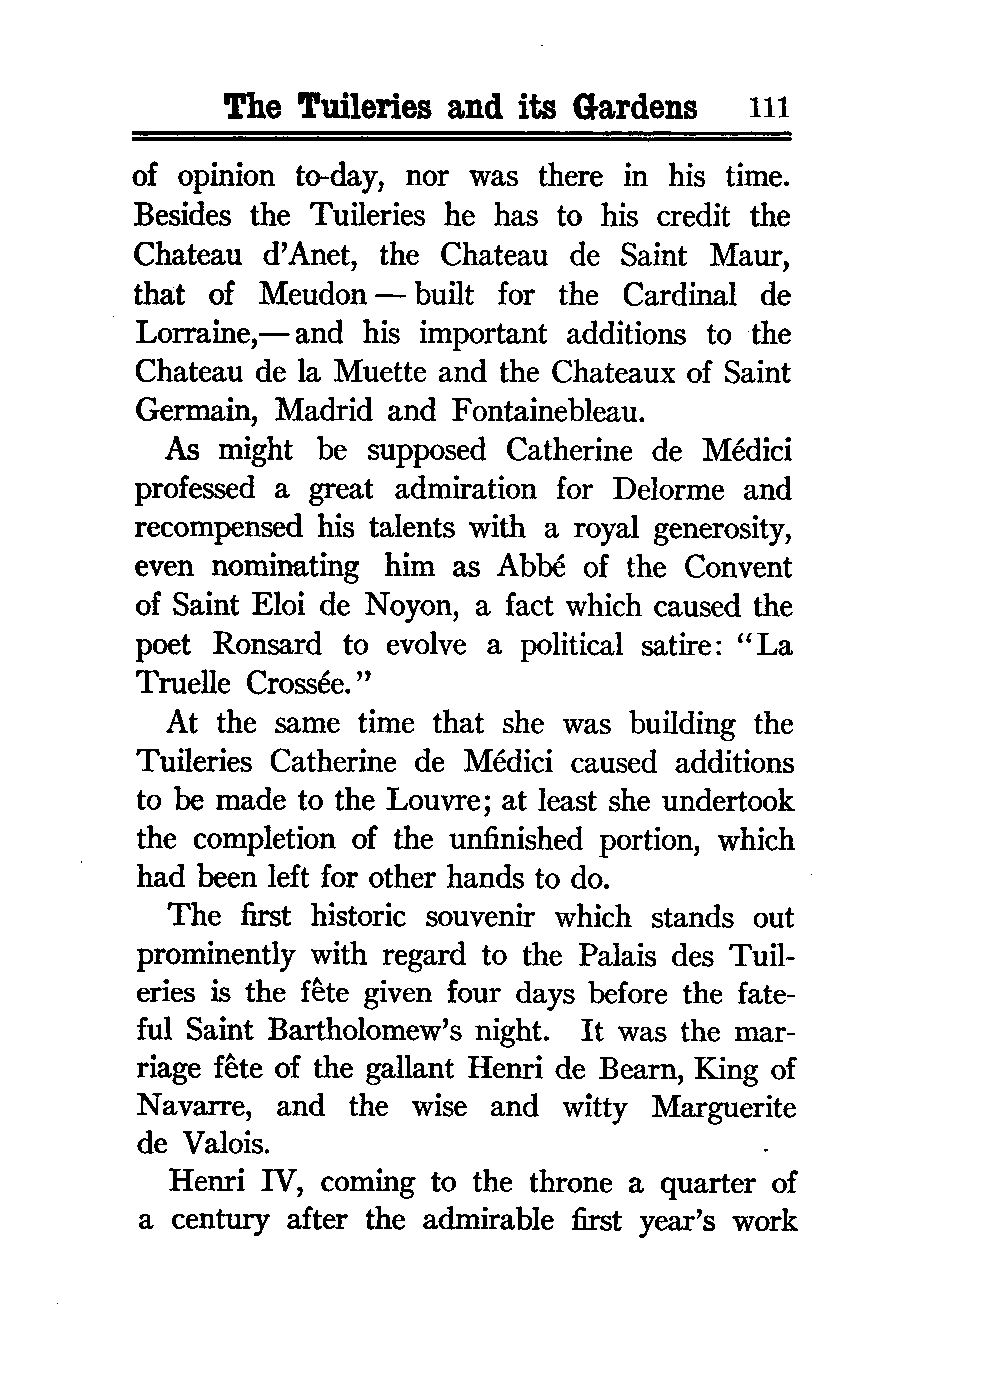 The Tuileries and its Gardens 111
of opinion to-day, nor was there in his time.
Besides the Tuileries he has to his credit the
Chateau d'Anet, the Chateau de Saint Maur,
that of Meudon — built for the Cardinal de
Lorraine,— and his important additions to the
Chateau de la Muette and the Chateaux of Saint
Germain, Madrid and Fontainebleau.
As might be supposed Catherine de Médici
professed a great admiration for Delorme and
recompensed his talents with a royal generosity,
even nominating him as Abbé of the Convent
of Saint Eloi de Noyon, a fact which caused the
poet Ronsard to evolve a political satire: "La
Truelle Crossée."
At the same time that she was building the
Tuileries Catherine de Médici caused additions
to be made to the Louvre; at least she undertook
the completion of the unfinished portion, which
had been left for other hands to do.
The first historic souvenir which stands out
prominently with regard to the Palais des Tuil-
eries is the fête given four days before the fate-
ful Saint Bartholomew's night. It was the mar-
riage fête of the gallant Henri de Bearn, King of
Navarre, and the wise and witty Marguerite
de Valois.
Henri IV, coming to the throne a quarter of
a century after the admirable first year's work